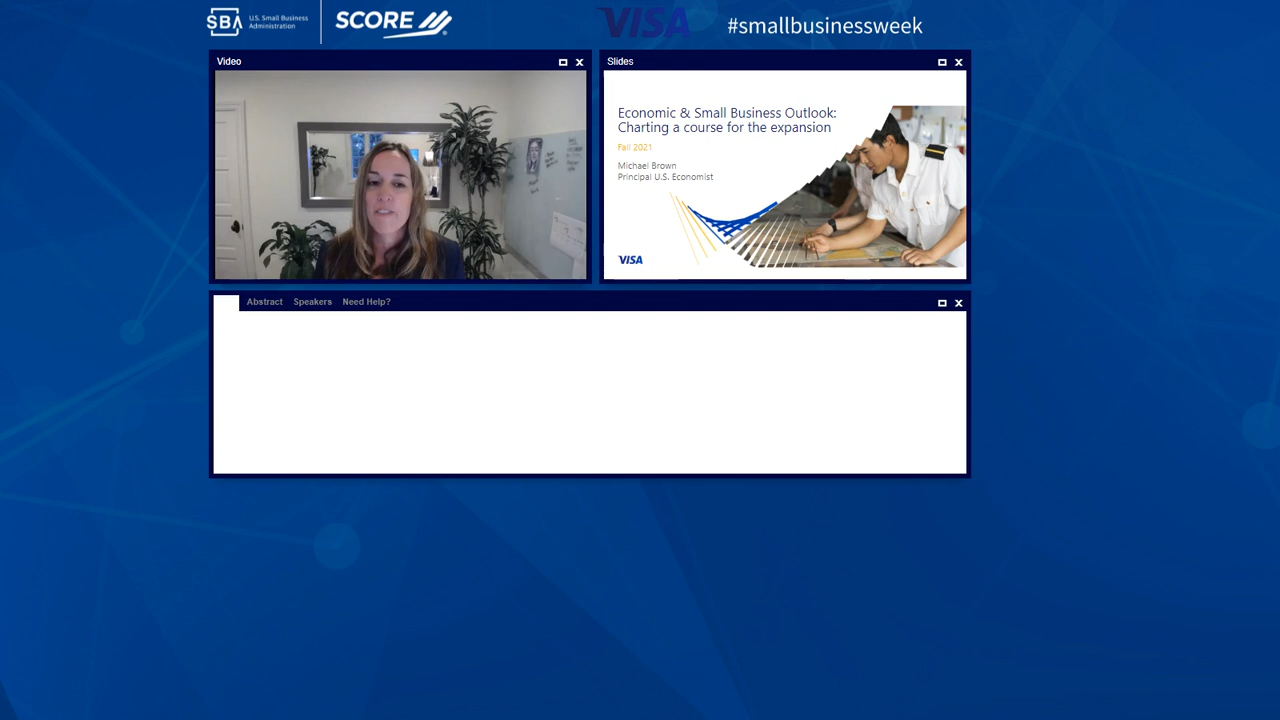 SBA
U.S. Small Business
Administration
SCORE
VISA
#smallbusinessweek
Video
Slides
Economic & Small Business Outlook:
Charting a course for the expansion
Fall 2021
Michael Brown
Principal U.S. Economist
VISA
Abstract Speakers Need Help?